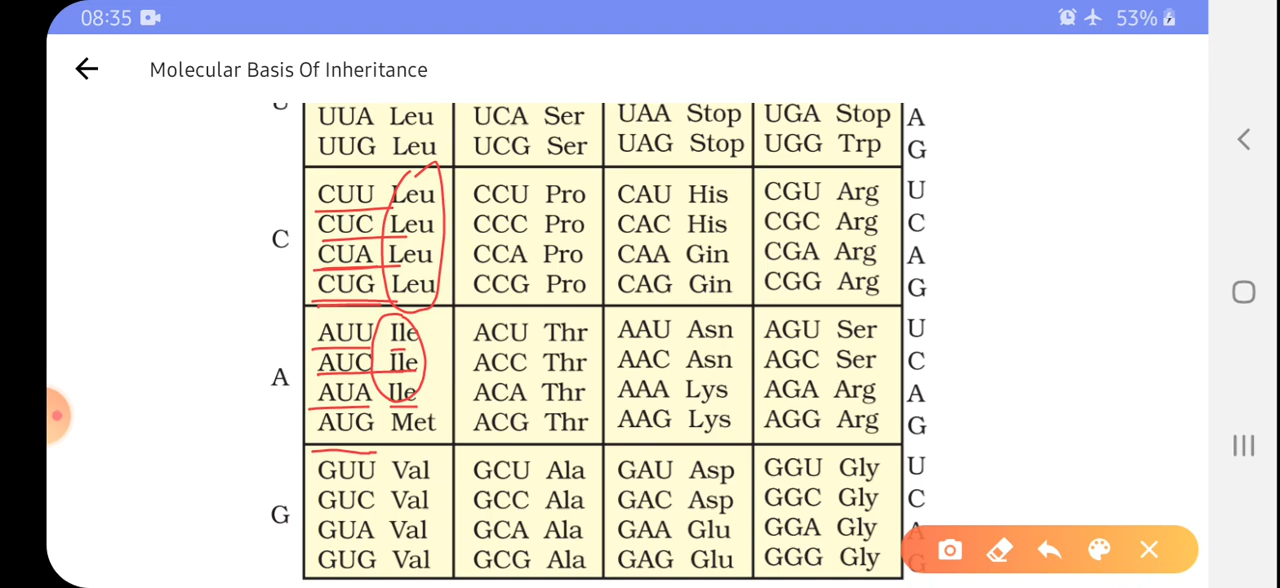 08:35 53%
Molecular Basis Of Inheritance
U UUA Leu UCA Ser UAA Stop UGA Stop A
UUG Leu UCG Ser UAG Stop UGG Trp G
CUU Leu CCU Pro CAU His CGU Arg U
C CUC Leu CCC Pro CAC His CGC Arg C
CUA Leu CCA Pro CAA Gin CGA Arg A
CUG Leu CCG Pro CAG Gin CGG Arg G
AUU Ile ACU Thr AAU Asn AGU Ser U
AUC Ile ACC Thr AAC Asn AGC Ser C
A AUA Ile ACA Thr AAA Lys AGA Arg A
AUG Met ACG Thr AAG Lys AGG Arg G
GUU Val GCU Ala GAU Asp GGU Gly U
G GUC Val GCC Ala GAC Asp GGC Gly C
GUA Val GCA Ala GAA Glu GGA Gly A
GUG Val GCG Ala GAG Glu GGG Gly G